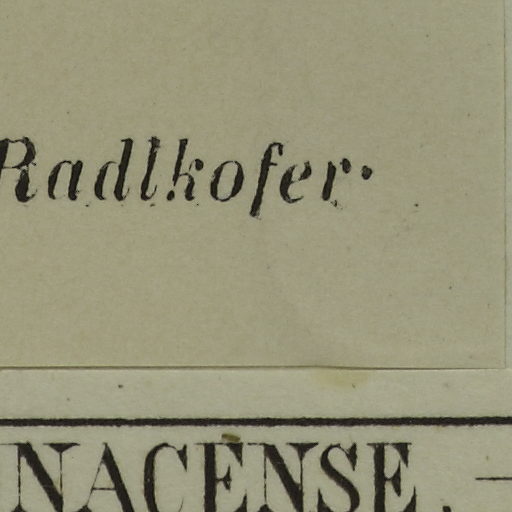 Radlkofer.
NACENSE. —